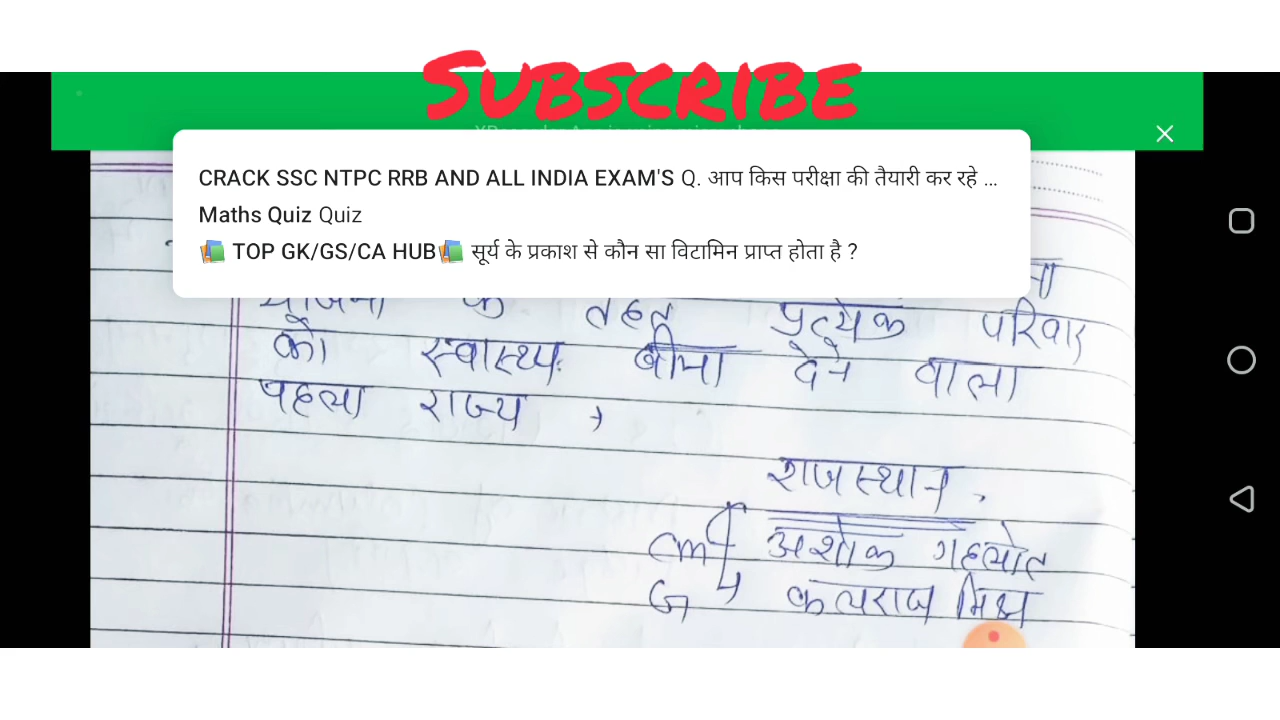 SUBSCRIBE
CRACK SSC NTPC RRB AND ALL INDIA EXAM'S Q. आप किस परीक्षा की तैयारी कर रहे ...
Maths Quiz Quiz
TOP GK/GS/CA HUB सूर्य के प्रकाश से कौन सा विटामिन प्राप्त होता है ?
योजना के तहत प्रत्येक परिवार
को स्वास्थ्य बीमा देने वाला
पहला राज्य ,
राजस्थान .
cm अशोक गहलोत
G कलराज मिश्र